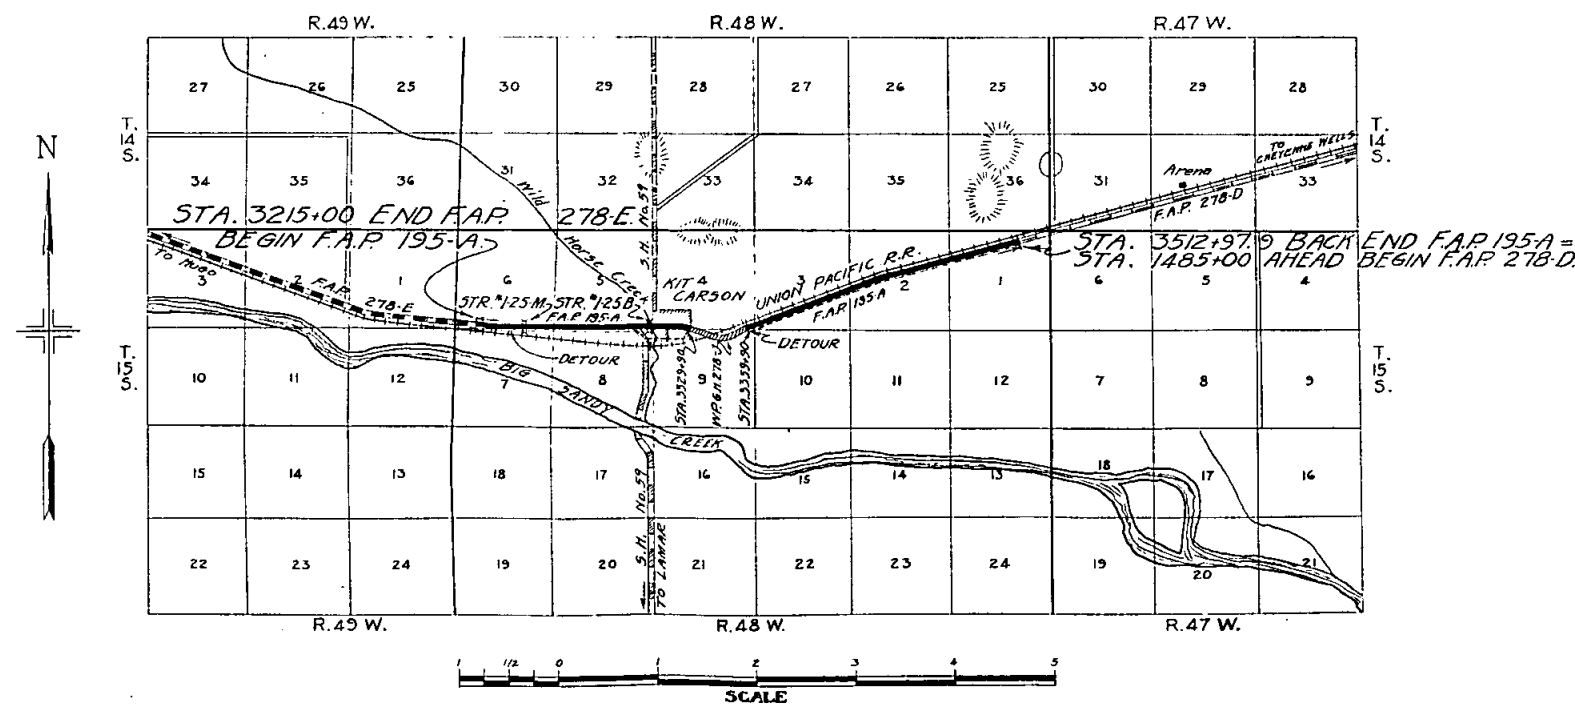 R.49 W. R.48 W. R.47 W.
27 26 25 30 29 28 27 26 25 30 29 28
T. 14 S.
T. 14 S.
N
TO CHEYENNE WELLS
34 35 36 31 32 33 34 35 36 31 33
Arena
Wild Horse Creek
S.H. No.59
F.A.P. 278-D
STA. 3215+00 END F.A.P. 278-E.
BEGIN F.A.P. 195-A.
STA. 3512+97.9 BACK END F.A.P. 195-A =
STA. 1485+00 AHEAD BEGIN F.A.P. 278-D.
TO HUGO
3 2 1 6 5 4 3 2 1 6 5 4
F.A.P. 278-E
KIT CARSON
UNION PACIFIC R.R.
F.A.P. 195-A
STR. #1-25-M STR. #1-25-B
F.A.P. 195-A
DETOUR
DETOUR
T. 15 S.
T. 15 S.
10 11 12 7 8 9 10 11 12 7 8 9
STA. 3329+90
STA. 3359+90
BIG SANDY CREEK
15 14 13 18 17 16 15 14 13 18 17 16
S.H. No.59
TO LAMAR
22 23 24 19 20 21 22 23 24 19 20 21
R.49 W. R.48 W. R.47 W.
1 1/2 0 1 2 3 4 5
SCALE